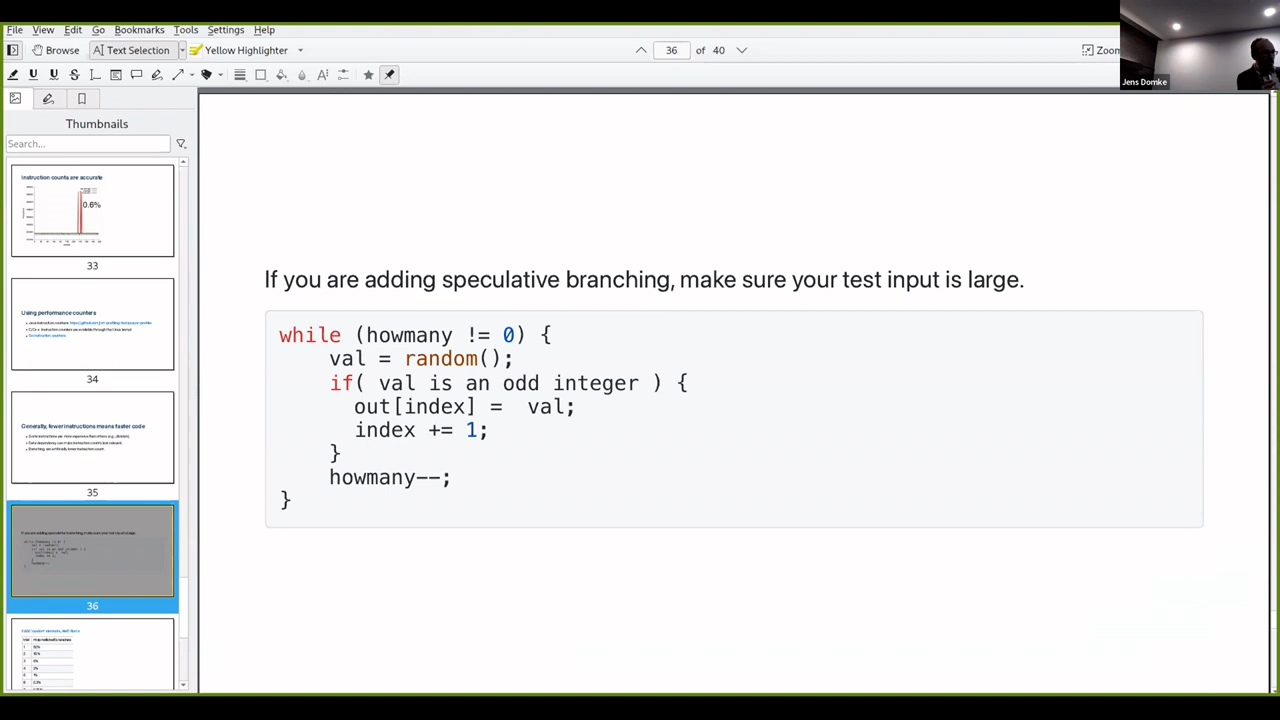 File View Edit Go Bookmarks Tools Settings Help
Browse Text Selection Yellow Highlighter 36 of 40 Zoom
Jens Domke
Thumbnails
Search...
Instruction counts are accurate
0.6%
33
Using performance counters
34
Generally, fewer instructions means faster code
35
36
If you are adding speculative branching, make sure your test input is large.
while (howmany != 0) {
val = random();
if( val is an odd integer ) {
out[index] = val;
index += 1;
}
howmany--;
}